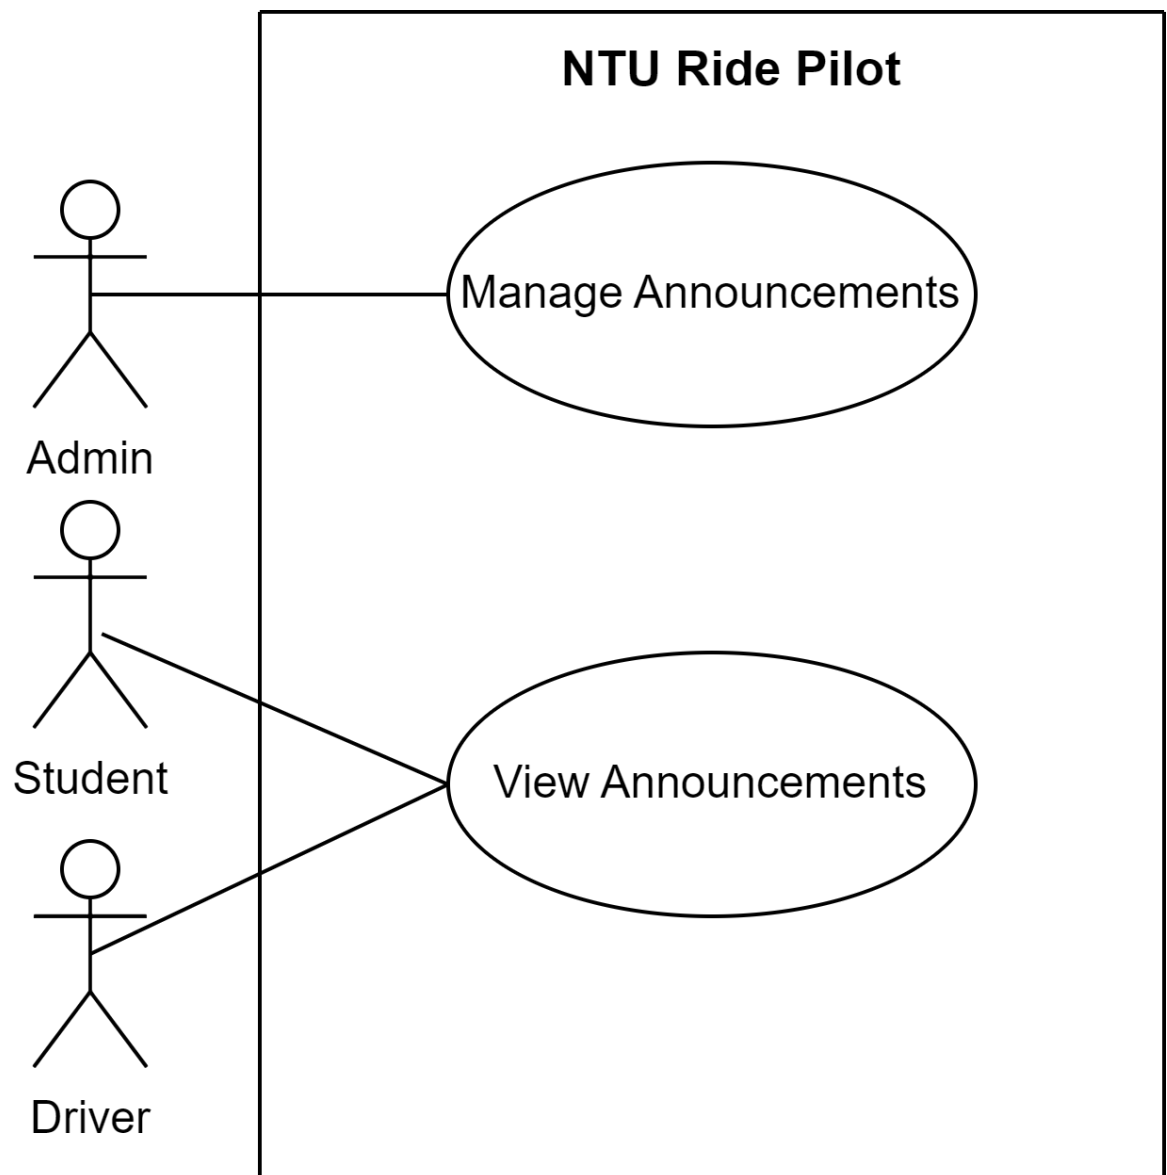 NTU Ride Pilot
Manage Announcements
Admin
View Announcements
Student
Driver